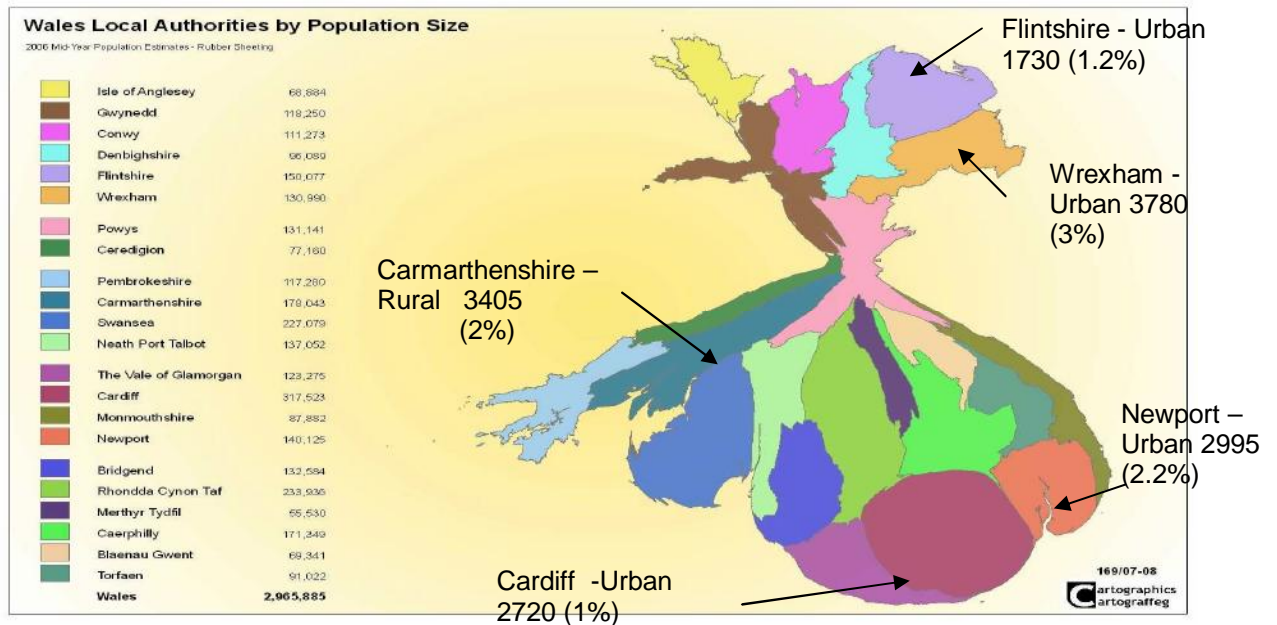 Wales Local Authorities by Population Size
2006 Mid-Year Population Estimates - Rubber Sheeting
Isle of Anglesey 68,884
Gwynedd 118,250
Conwy 111,273
Denbighshire 96,089
Flintshire 150,077
Wrexham 130,990
Powys 131,141
Ceredigion 77,160
Pembrokeshire 117,280
Carmarthenshire 178,043
Swansea 227,079
Neath Port Talbot 137,052
The Vale of Glamorgan 123,275
Cardiff 317,523
Monmouthshire 87,882
Newport 140,125
Bridgend 132,584
Rhondda Cynon Taf 233,936
Merthyr Tydfil 55,530
Caerphilly 171,349
Blaenau Gwent 69,341
Torfaen 91,022
Wales 2,965,885
Flintshire - Urban
1730 (1.2%)
Wrexham -
Urban 3780
(3%)
Carmarthenshire –
Rural 3405
(2%)
Newport –
Urban 2995
(2.2%)
Cardiff -Urban
2720 (1%)
169/07-08
Cartographics
Cartograffeg